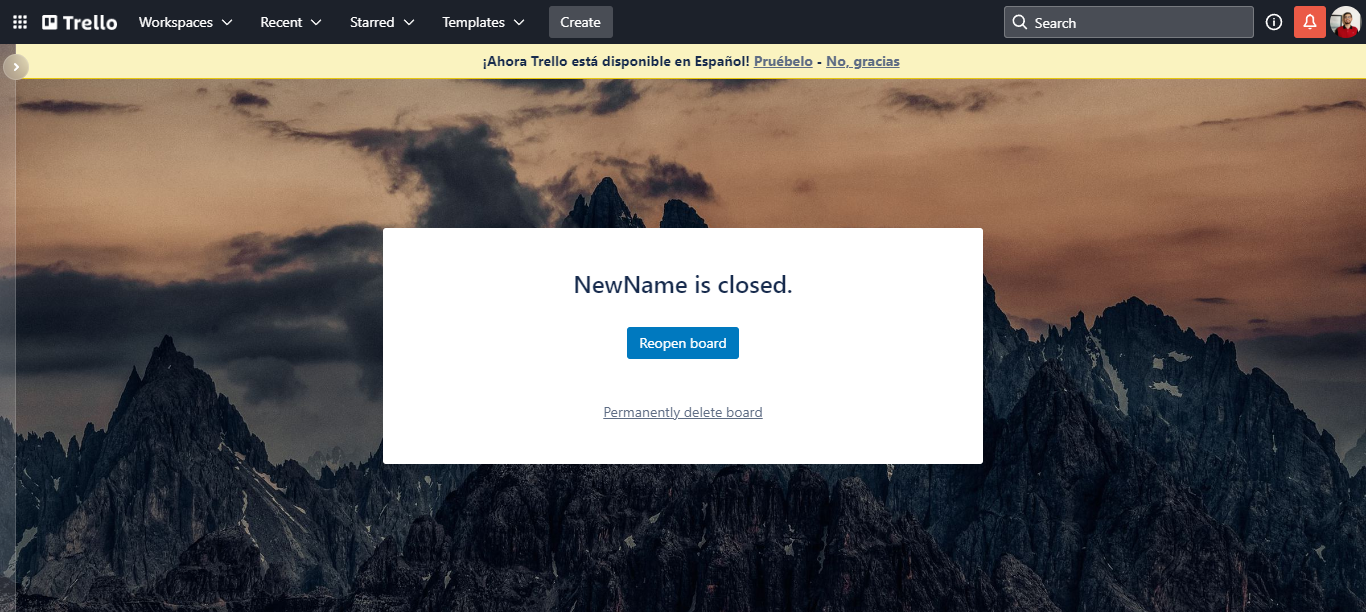 Trello Workspaces Recent Starred Templates Create Search
¡Ahora Trello está disponible en Español! Pruébelo - No, gracias
NewName is closed.
Reopen board
Permanently delete board